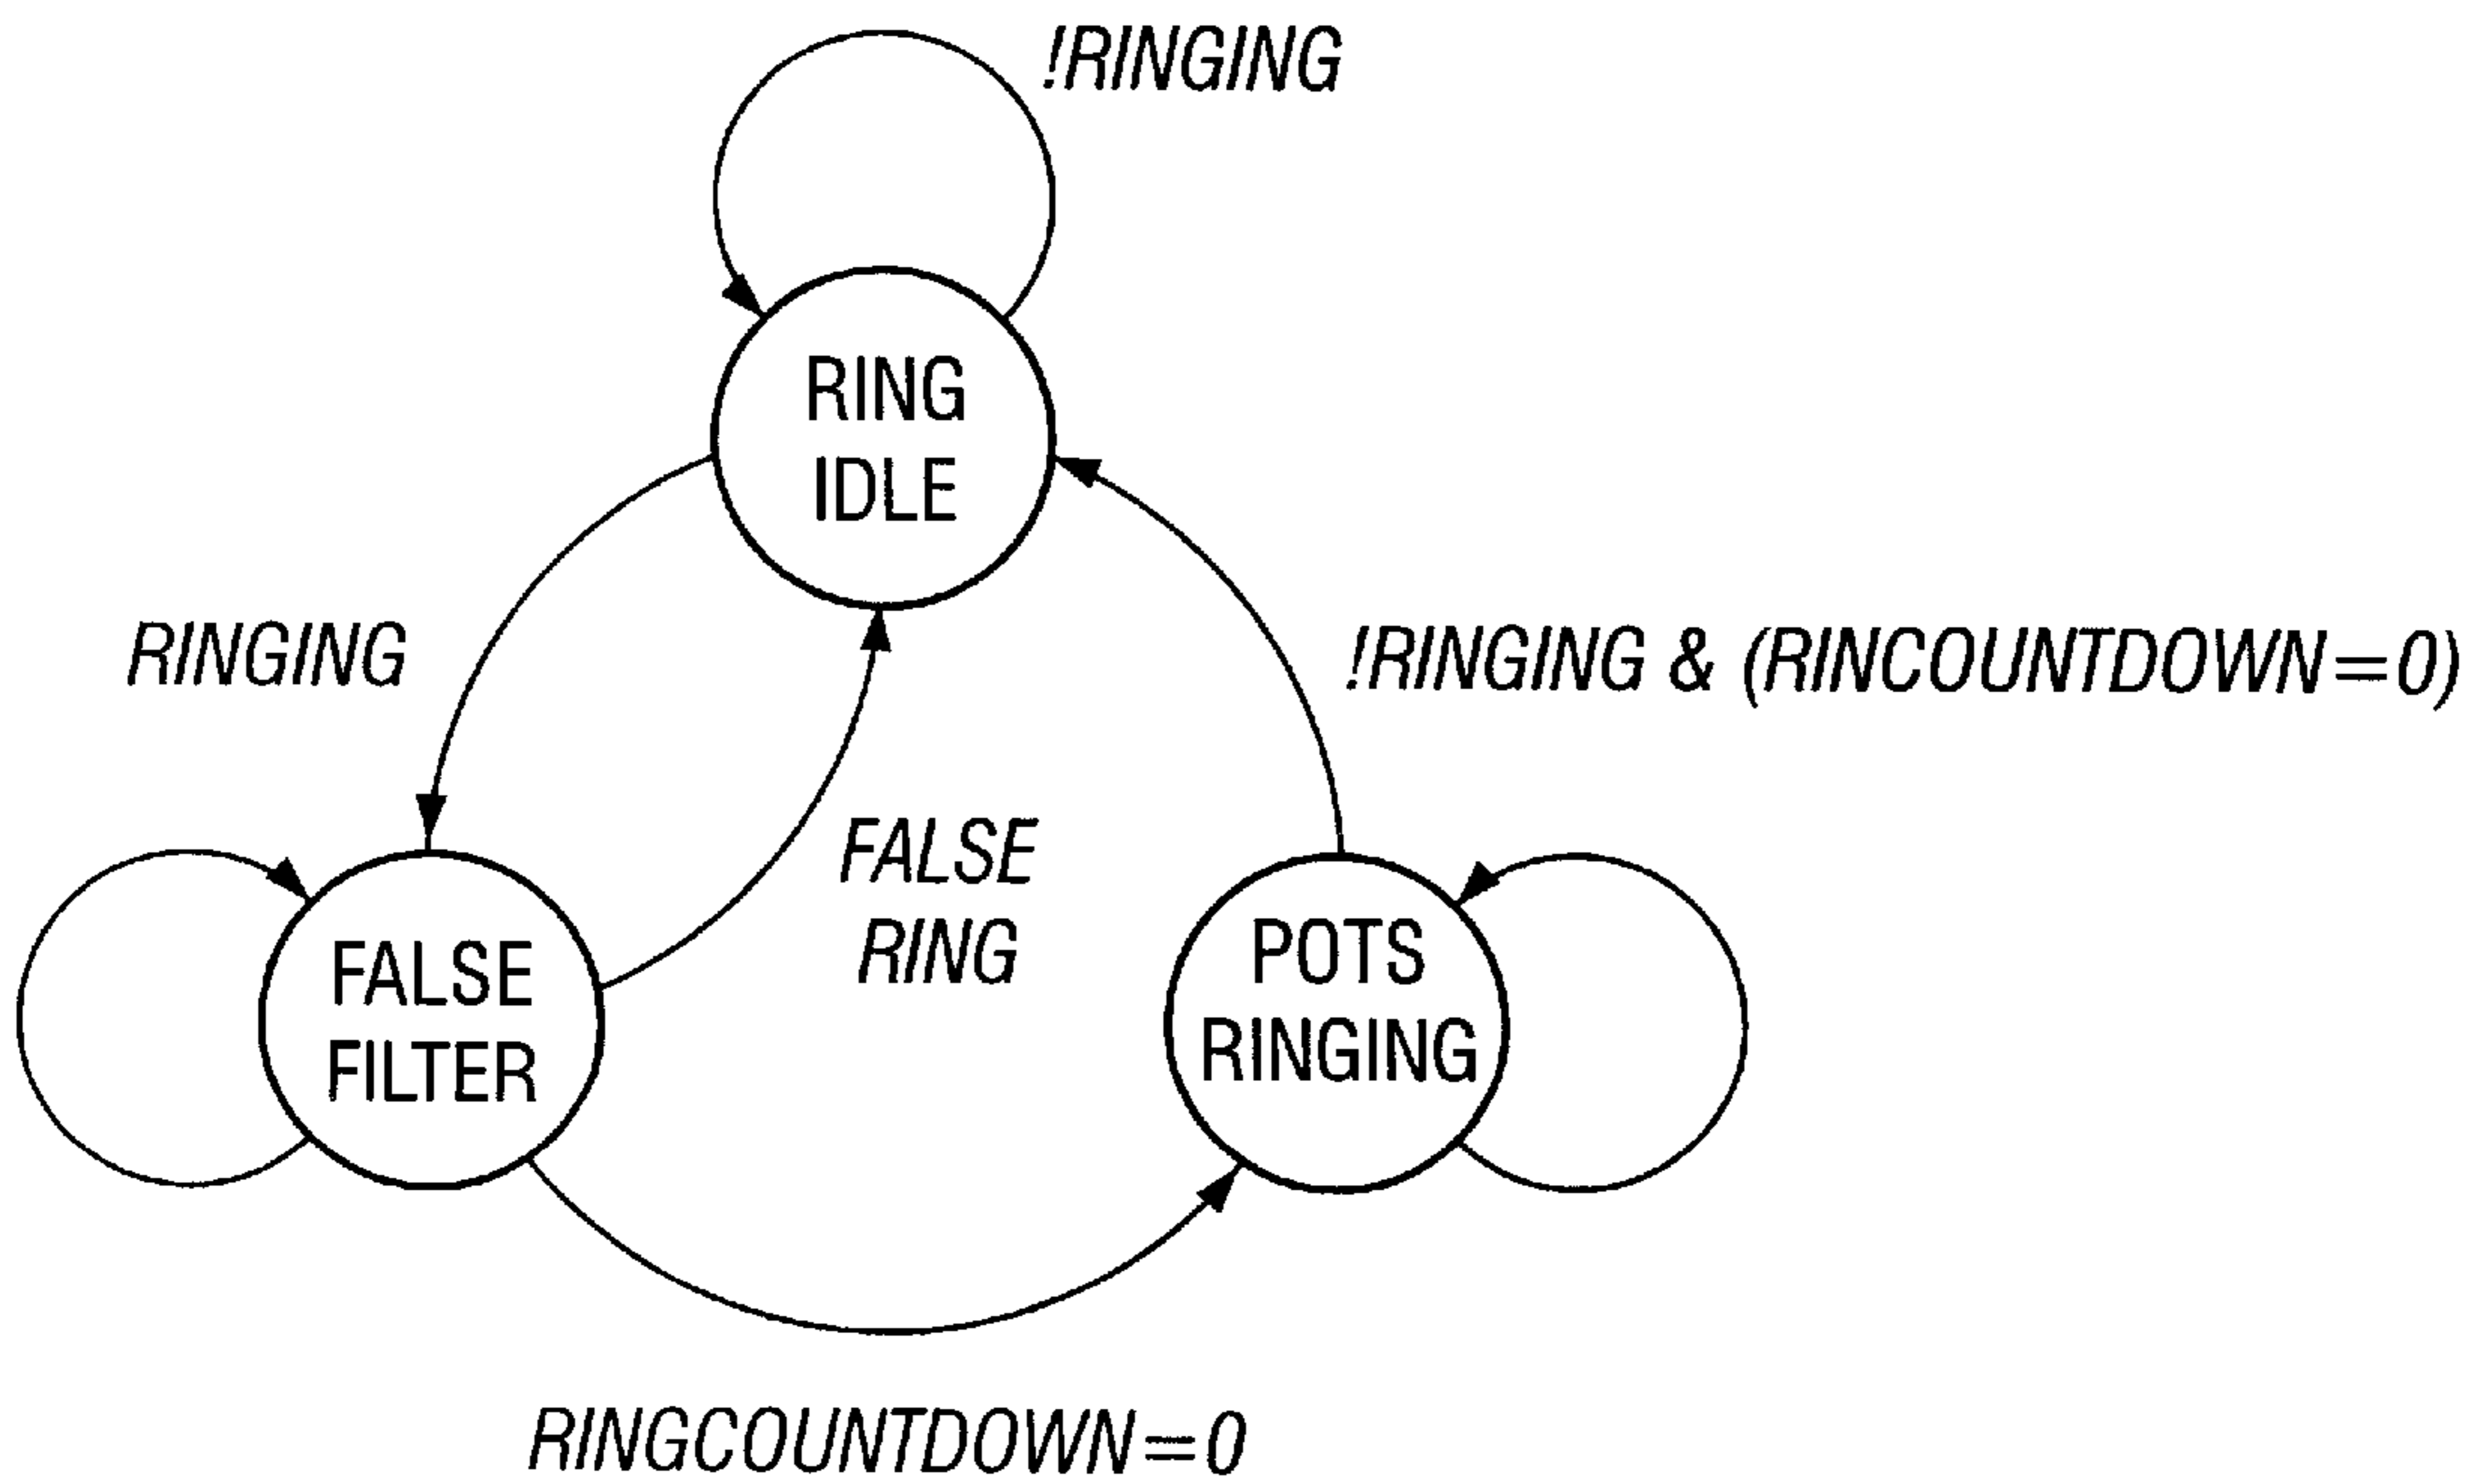 !RINGING
RING
IDLE
RINGING
!RINGING & (RINCOUNTDOWN=0)
FALSE
RING
FALSE
FILTER
POTS
RINGING
RINGCOUNTDOWN=0